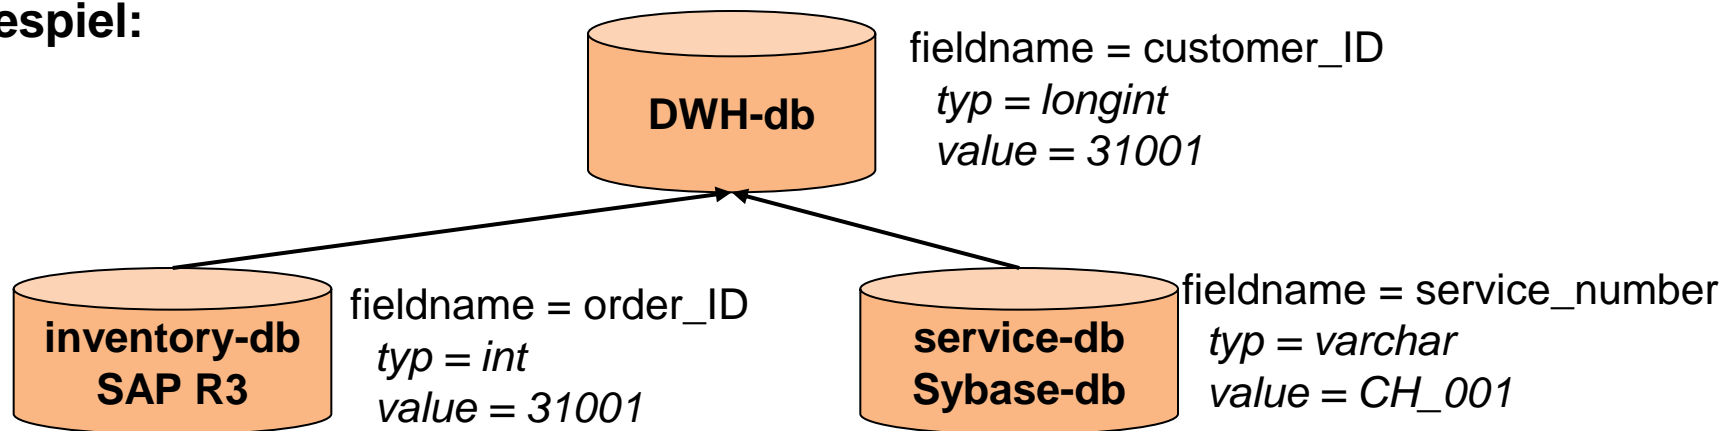 espiel:
DWH-db
fieldname = customer_ID
typ = longint
value = 31001
inventory-db
SAP R3
fieldname = order_ID
typ = int
value = 31001
service-db
Sybase-db
fieldname = service_number
typ = varchar
value = CH_001